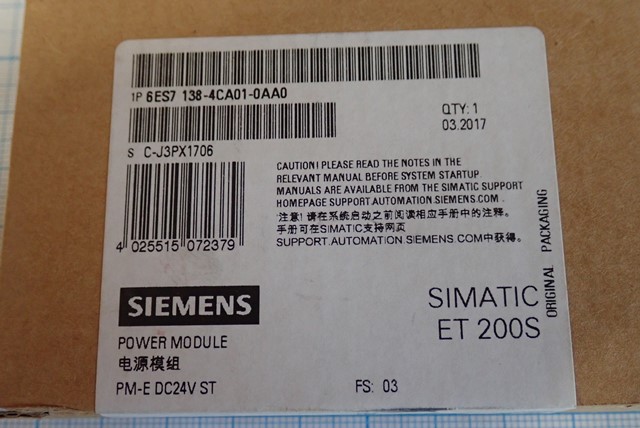 1P 6ES7 138-4CA01-0AA0
QTY: 1
03.2017
S C-J3PX1706
CAUTION! PLEASE READ THE NOTES IN THE
RELEVANT MANUAL BEFORE SYSTEM STARTUP.
MANUALS ARE AVAILABLE FROM THE SIMATIC SUPPORT
HOMEPAGE SUPPORT.AUTOMATION.SIEMENS.COM.
注意! 请在系统启动之前阅读相应手册中的注释。
手册可在SIMATIC支持网页
SUPPORT.AUTOMATION.SIEMENS.COM中获得。
4 025515 072379
ORIGINAL PACKAGING
SIEMENS
SIMATIC
ET 200S
POWER MODULE
电源模组
PM-E DC24V ST
FS: 03